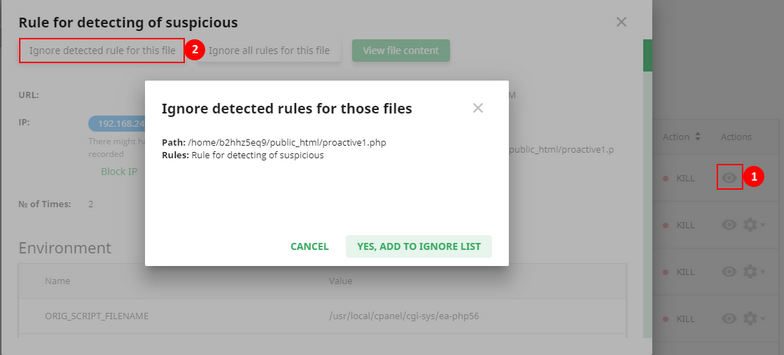 Rule for detecting of suspicious
Ignore detected rule for this file
2
Ignore all rules for this file
View file content
URL:
M
IP:
192.168.24
There might
recorded
public_html/proactive1.p
Block IP
№ of Times:
2
Ignore detected rules for those files
Path: /home/b2hhz5eq9/public_html/proactive1.php
Rules: Rule for detecting of suspicious
CANCEL
YES, ADD TO IGNORE LIST
Action
Actions
KILL
1
KILL
KILL
KILL
Environment
Name
Value
ORIG_SCRIPT_FILENAME
/usr/local/cpanel/cgi-sys/ea-php56